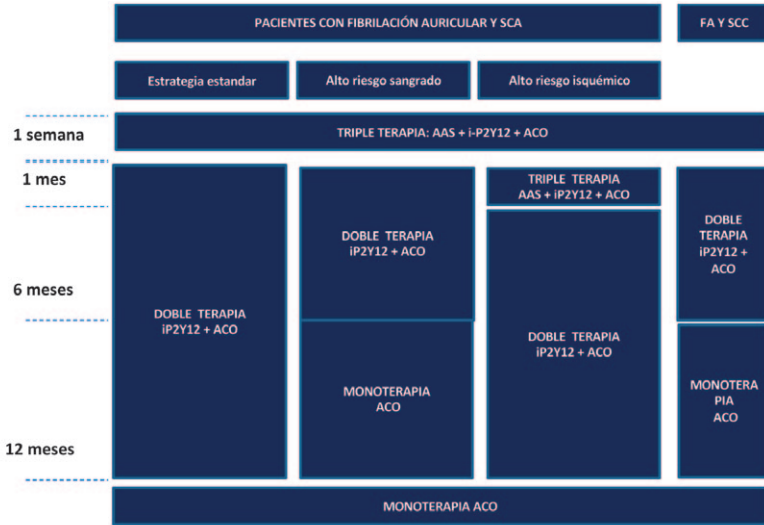 PACIENTES CON FIBRILACIÓN AURICULAR Y SCA
FA Y SCC
Estrategia estandar
Alto riesgo sangrado
Alto riesgo isquémico
1 semana
TRIPLE TERAPIA: AAS + i-P2Y12 + ACO
1 mes
TRIPLE TERAPIA
AAS + iP2Y12 + ACO
DOBLE TERAPIA
iP2Y12 + ACO
DOBLE
TERAPIA
iP2Y12 +
ACO
6 meses
DOBLE TERAPIA
iP2Y12 + ACO
DOBLE TERAPIA
iP2Y12 + ACO
MONOTERAPIA
ACO
MONOTERA
PIA
ACO
12 meses
MONOTERAPIA ACO